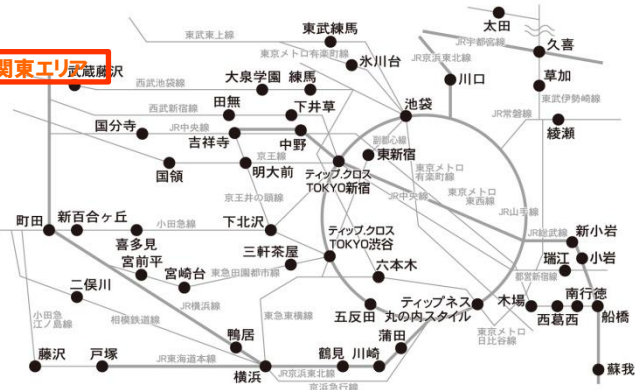 太田
東武練馬
久喜
東武東上線
東京メトロ有楽町線
JR宇都宮線
氷川台
JR京浜東北線
関東エリア
武蔵藤沢
大泉学園
練馬
川口
草加
西武池袋線
田無
下井草
池袋
東武伊勢崎線
西武新宿線
JR常磐線
国分寺
JR中央線
綾瀬
吉祥寺
中野
副都心線
東新宿
京王線
国領
明大前
ティップ.クロス
TOKYO新宿
東京メトロ
有楽町線
JR中央線
東京メトロ
東西線
京王井の頭線
JR山手線
町田
新百合ヶ丘
下北沢
ティップ.クロス
TOKYO渋谷
JR総武線
新小岩
小田急線
喜多見
三軒茶屋
瑞江
小岩
宮前平
宮崎台
東急田園都市線
六本木
都営新宿線
二俣川
JR横浜線
木場
南行徳
小田急
江ノ島線
相模鉄道線
東急東横線
五反田
ティップネス
丸の内スタイル
西葛西
船橋
鴨居
蒲田
東京メトロ
日比谷線
藤沢
戸塚
JR東海道本線
横浜
鶴見
川崎
JR京浜東北線
京浜急行線
蘇我